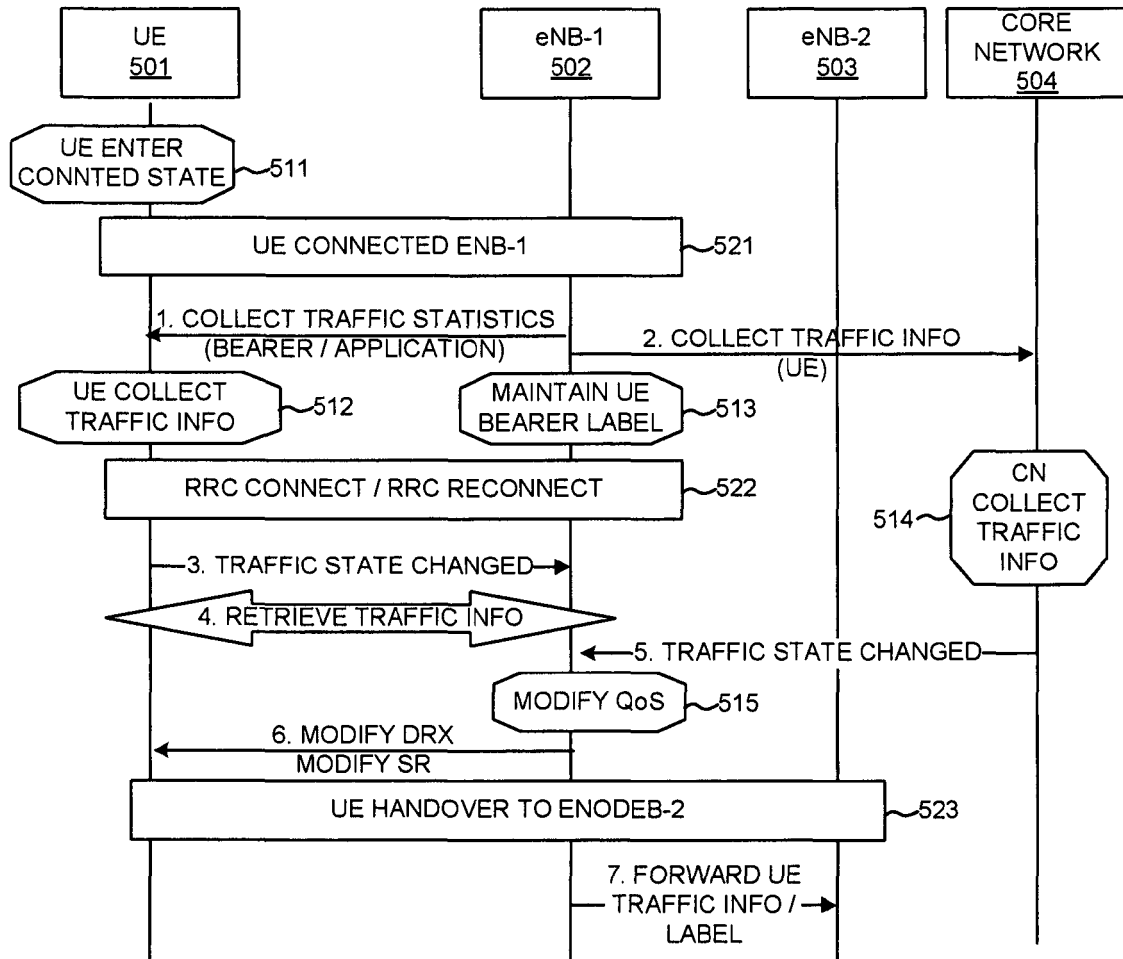 UE
501
eNB-1
502
eNB-2
503
CORE
NETWORK
504
UE ENTER
CONNTED STATE
511
UE CONNECTED ENB-1
521
1. COLLECT TRAFFIC STATISTICS
(BEARER / APPLICATION)
2. COLLECT TRAFFIC INFO
(UE)
UE COLLECT
TRAFFIC INFO
512
MAINTAIN UE
BEARER LABEL
513
RRC CONNECT / RRC RECONNECT
522
514
CN
COLLECT
TRAFFIC
INFO
3. TRAFFIC STATE CHANGED
4. RETRIEVE TRAFFIC INFO
5. TRAFFIC STATE CHANGED
MODIFY QoS
515
6. MODIFY DRX
MODIFY SR
UE HANDOVER TO ENODEB-2
523
7. FORWARD UE
TRAFFIC INFO /
LABEL